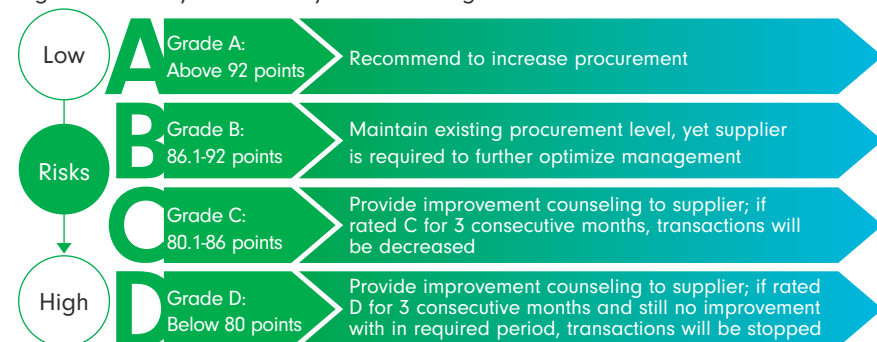 Low
Risks
High
A
Grade A:
Above 92 points
Recommend to increase procurement
B
Grade B:
86.1-92 points
Maintain existing procurement level, yet supplier
is required to further optimize management
C
Grade C:
80.1-86 points
Provide improvement counseling to supplier; if
rated C for 3 consecutive months, transactions will
be decreased
D
Grade D:
Below 80 points
Provide improvement counseling to supplier; if rated
D for 3 consecutive months and still no improvement
with in required period, transactions will be stopped